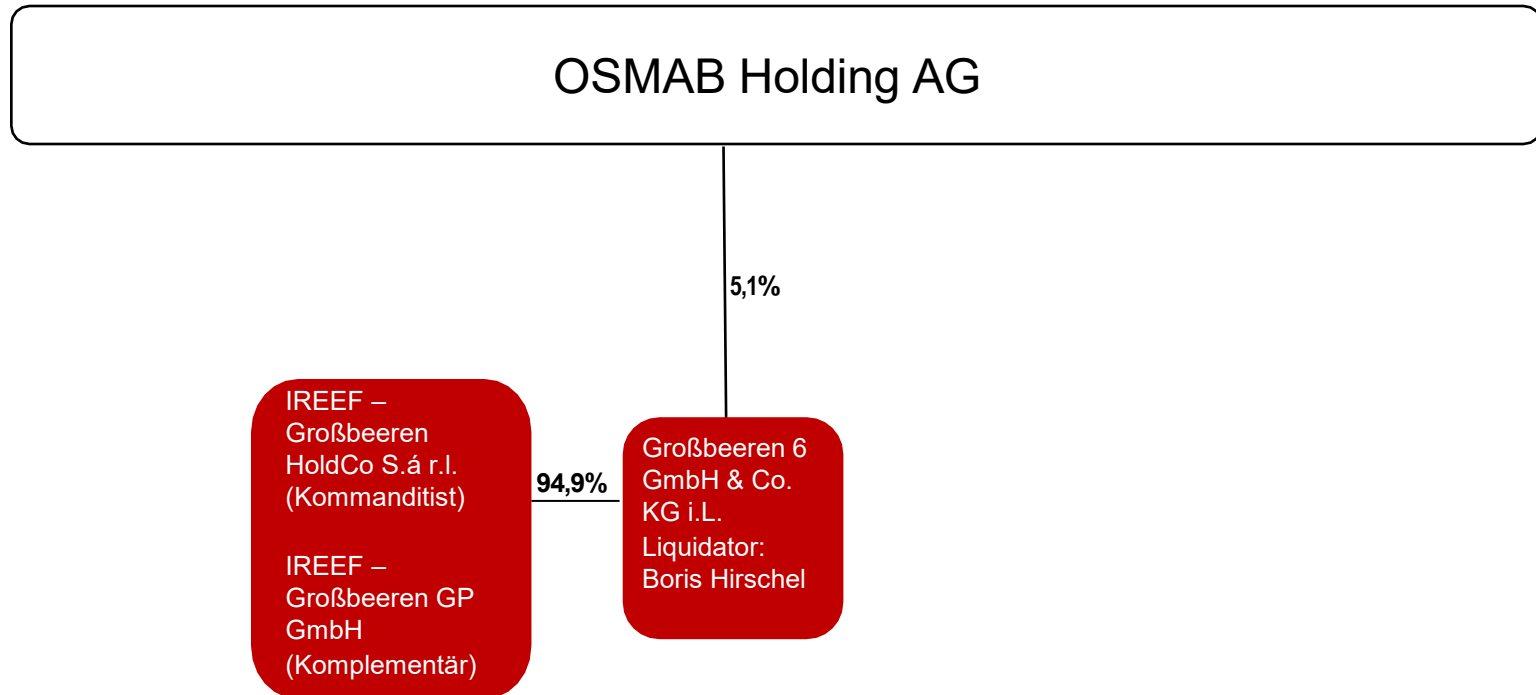 OSMAB Holding AG
5,1%
IREEF –
Großbeeren
HoldCo S.á r.l.
(Kommanditist)
IREEF –
Großbeeren GP
GmbH
(Komplementär)
94,9%
Großbeeren 6
GmbH & Co.
KG i.L.
Liquidator:
Boris Hirschel